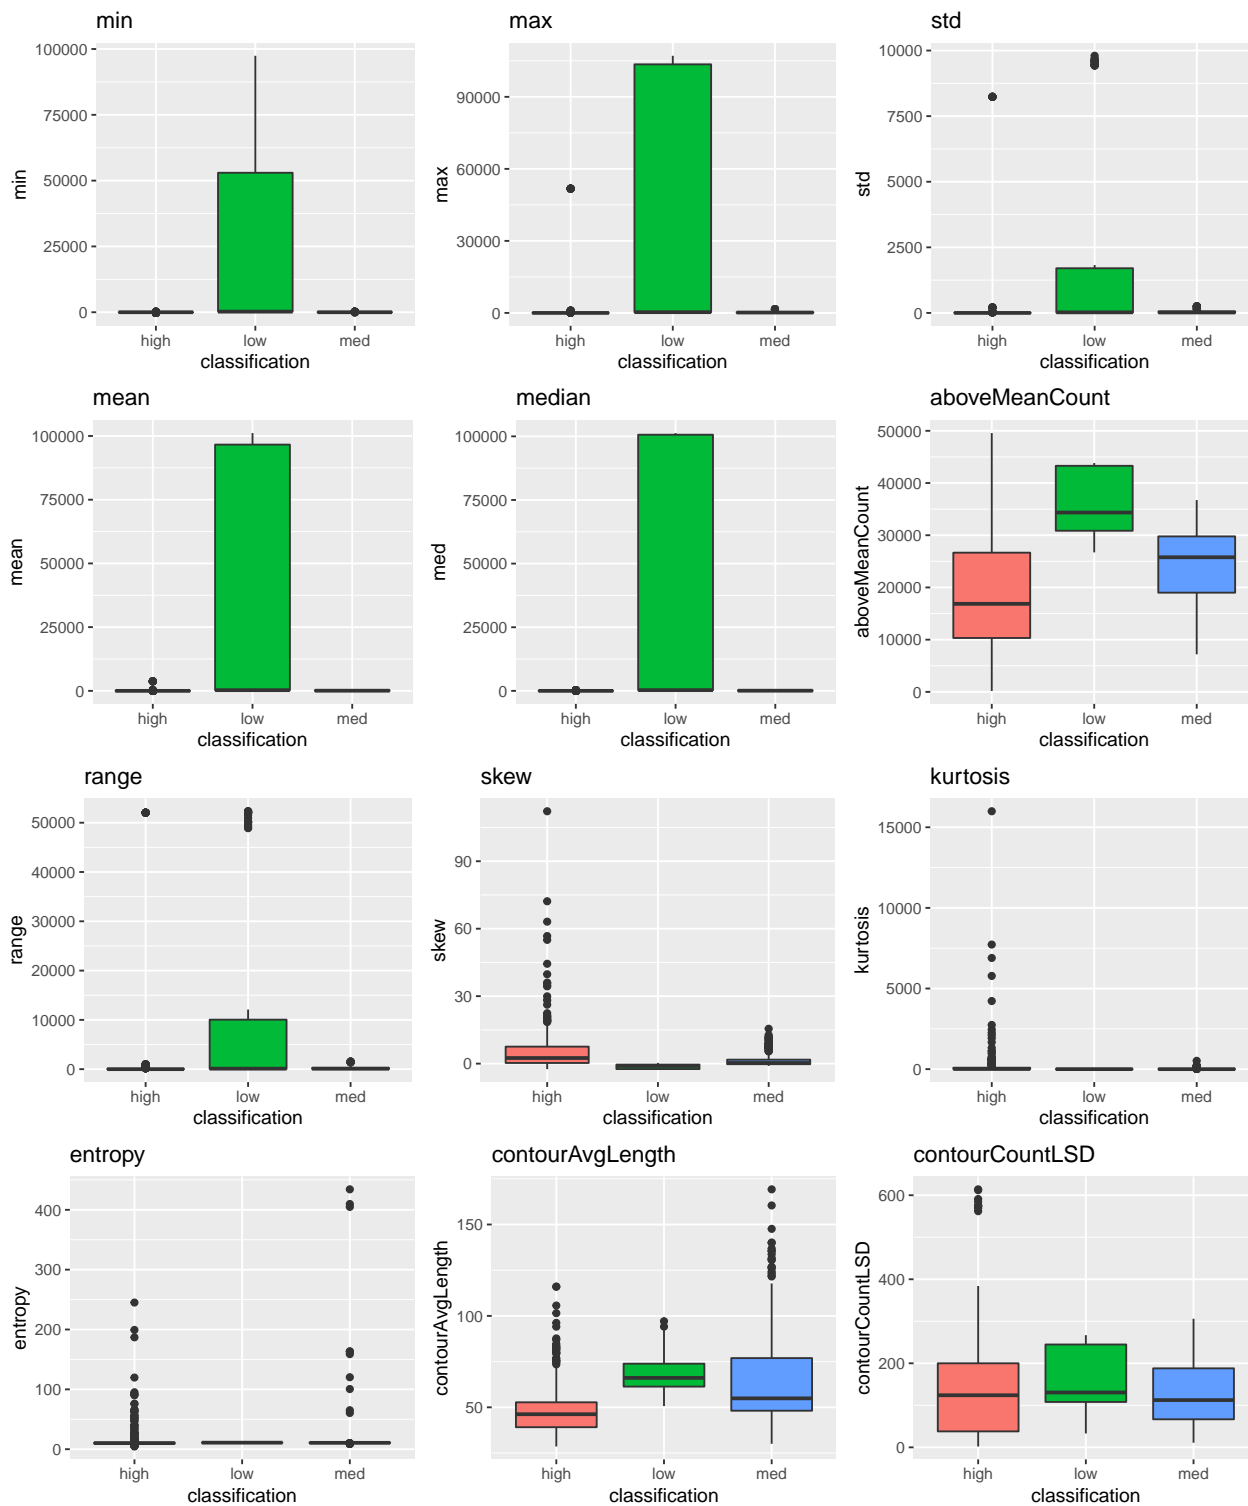 min
100000
75000
50000
25000
0
min
high low med
classification
max
90000
60000
30000
0
max
high low med
classification
std
10000
7500
5000
2500
0
std
high low med
classification
mean
100000
75000
50000
25000
0
mean
high low med
classification
median
100000
75000
50000
25000
0
med
high low med
classification
aboveMeanCount
50000
40000
30000
20000
10000
0
aboveMeanCount
high low med
classification
range
50000
40000
30000
20000
10000
0
range
high low med
classification
skew
90
60
30
0
skew
high low med
classification
kurtosis
15000
10000
5000
0
kurtosis
high low med
classification
entropy
400
300
200
100
0
entropy
high low med
classification
contourAvgLength
150
100
50
contourAvgLength
high low med
classification
contourCountLSD
600
400
200
0
contourCountLSD
high low med
classification